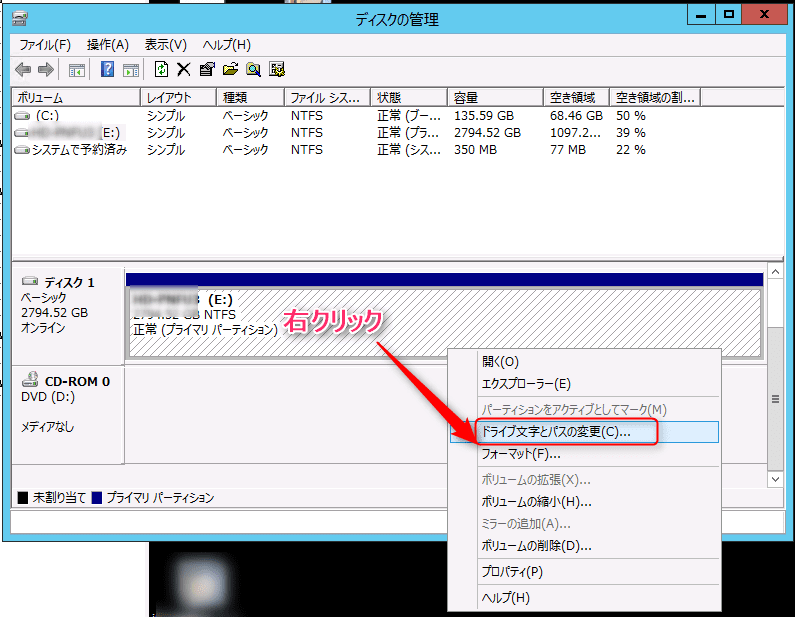 ディスクの管理
ファイル(F) 操作(A) 表示(V) ヘルプ(H)
ボリューム レイアウト 種類 ファイル シス... 状態 容量 空き領域 空き領域の割...
(C:) シンプル ベーシック NTFS 正常 (ブー... 135.59 GB 68.46 GB 50 %
(E:) シンプル ベーシック NTFS 正常 (プラ... 2794.52 GB 1097.2... 39 %
システムで予約済み シンプル ベーシック NTFS 正常 (シス... 350 MB 77 MB 22 %
ディスク 1
ベーシック
2794.52 GB
オンライン
(E:)
2794.52 GB NTFS
正常 (プライマリ パーティション)
右クリック
CD-ROM 0
DVD (D:)
メディアなし
未割り当て プライマリ パーティション
開く(O)
エクスプローラー(E)
パーティションをアクティブとしてマーク(M)
ドライブ文字とパスの変更(C)...
フォーマット(F)...
ボリュームの拡張(X)...
ボリュームの縮小(H)...
ミラーの追加(A)...
ボリュームの削除(D)...
プロパティ(P)
ヘルプ(H)